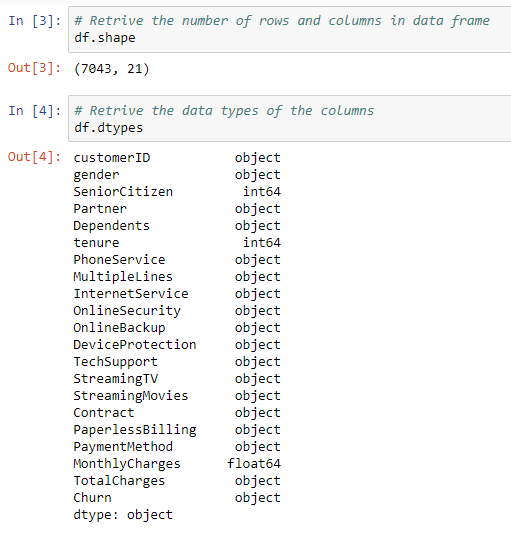 In [3]: # Retrive the number of rows and columns in data frame
df.shape
Out[3]: (7043, 21)
In [4]: # Retrive the data types of the columns
df.dtypes
Out[4]: customerID object
gender object
SeniorCitizen int64
Partner object
Dependents object
tenure int64
PhoneService object
MultipleLines object
InternetService object
OnlineSecurity object
OnlineBackup object
DeviceProtection object
TechSupport object
StreamingTV object
StreamingMovies object
Contract object
PaperlessBilling object
PaymentMethod object
MonthlyCharges float64
TotalCharges object
Churn object
dtype: object